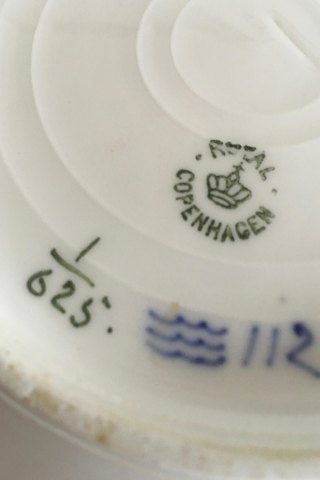 ROYAL
COPENHAGEN
1
625.
112